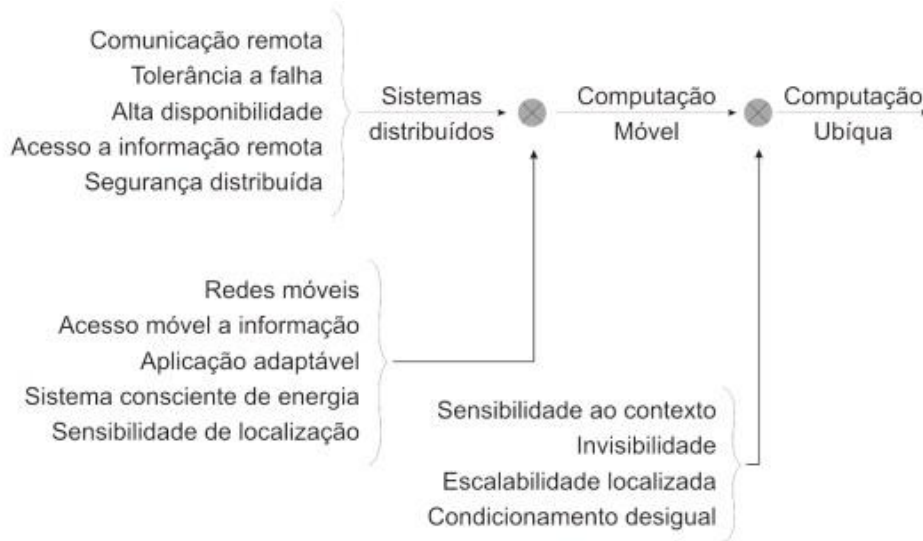 Comunicação remota
Tolerância a falha
Alta disponibilidade
Acesso a informação remota
Segurança distribuída
Sistemas
distribuídos
Computação
Móvel
Computação
Ubíqua
Redes móveis
Acesso móvel a informação
Aplicação adaptável
Sistema consciente de energia
Sensibilidade de localização
Sensibilidade ao contexto
Invisibilidade
Escalabilidade localizada
Condicionamento desigual